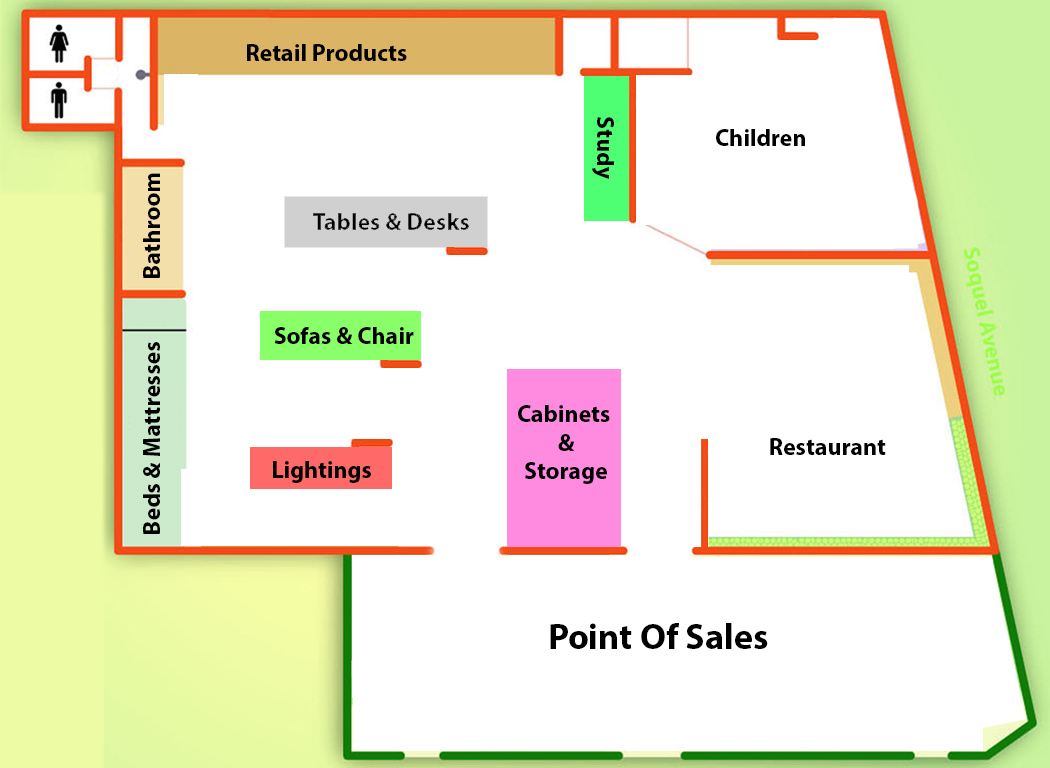 Retail Products
Study
Children
Bathroom
Tables & Desks
Soquel Avenue
Sofas & Chair
Beds & Mattresses
Cabinets
&
Storage
Restaurant
Lightings
Point Of Sales